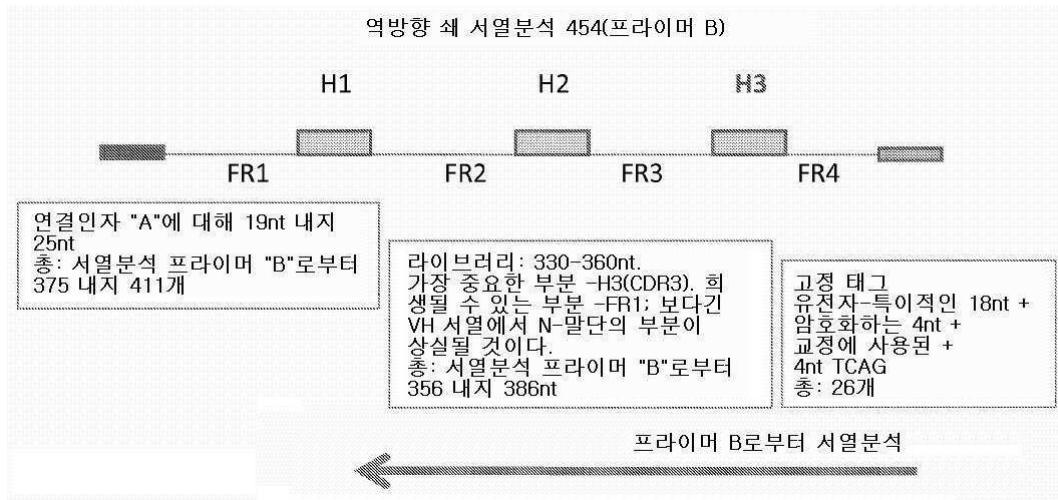 역방향 쇄 서열분석 454(프라이머 B)
H1
H2
H3
FR1
FR2
FR3
FR4
연결인자 "A"에 대해 19nt 내지
25nt
총: 서열분석 프라이머 "B"로부터
375 내지 411개
라이브러리: 330-360nt.
가장 중요한 부분 -H3(CDR3). 희
생될 수 있는 부분 -FR1; 보다긴
VH 서열에서 N-말단의 부분이
상실될 것이다.
총: 서열분석 프라이머 "B"로부터
356 내지 386nt
고정 태그
유전자-특이적인 18nt +
암호화하는 4nt +
교정에 사용된 +
4nt TCAG
총: 26개
프라이머 B로부터 서열분석